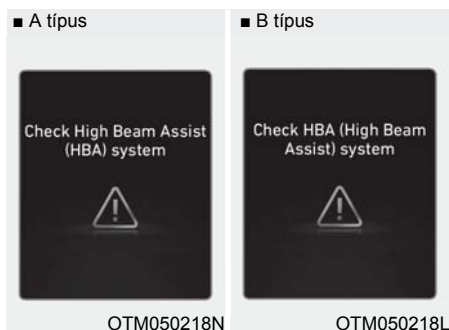 ■ A típus
Check High Beam Assist
(HBA) system
OTM050218N
■ B típus
Check HBA (High Beam
Assist) system
OTM050218L